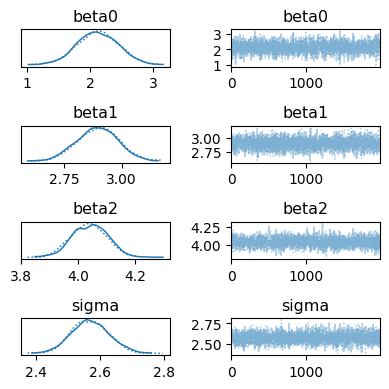 beta0 beta0
3
2
1
1 2 3 0 1000
beta1 beta1
3.00
2.75
2.75 3.00 0 1000
beta2 beta2
4.25
4.00
3.8 4.0 4.2 0 1000
sigma sigma
2.75
2.50
2.4 2.6 2.8 0 1000